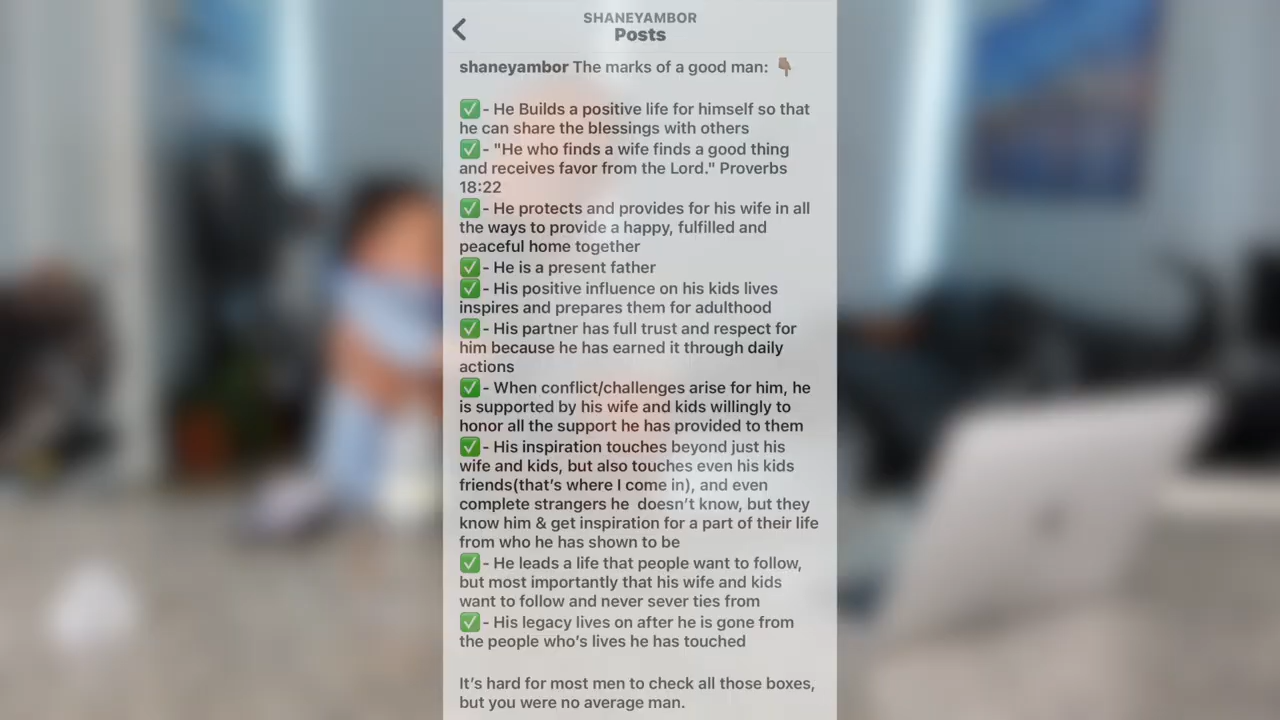 SHANEYAMBOR
Posts
shaneyambor The marks of a good man: 👇🏽
✅ - He Builds a positive life for himself so that
he can share the blessings with others
✅ - "He who finds a wife finds a good thing
and receives favor from the Lord." Proverbs
18:22
✅ - He protects and provides for his wife in all
the ways to provide a happy, fulfilled and
peaceful home together
✅ - He is a present father
✅ - His positive influence on his kids lives
inspires and prepares them for adulthood
✅ - His partner has full trust and respect for
him because he has earned it through daily
actions
✅ - When conflict/challenges arise for him, he
is supported by his wife and kids willingly to
honor all the support he has provided to them
✅ - His inspiration touches beyond just his
wife and kids, but also touches even his kids
friends(that’s where I come in), and even
complete strangers he  doesn’t know, but they
know him & get inspiration for a part of their life
from who he has shown to be
✅ - He leads a life that people want to follow,
but most importantly that his wife and kids
want to follow and never sever ties from
✅ - His legacy lives on after he is gone from
the people who’s lives he has touched
It’s hard for most men to check all those boxes,
but you were no average man.